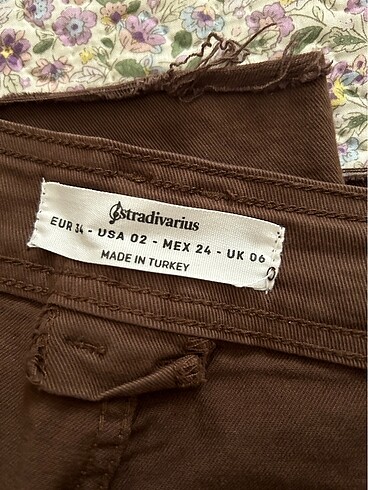 stradivarius
EUR 34 - USA 02 - MEX 24 - UK 06
MADE IN TURKEY